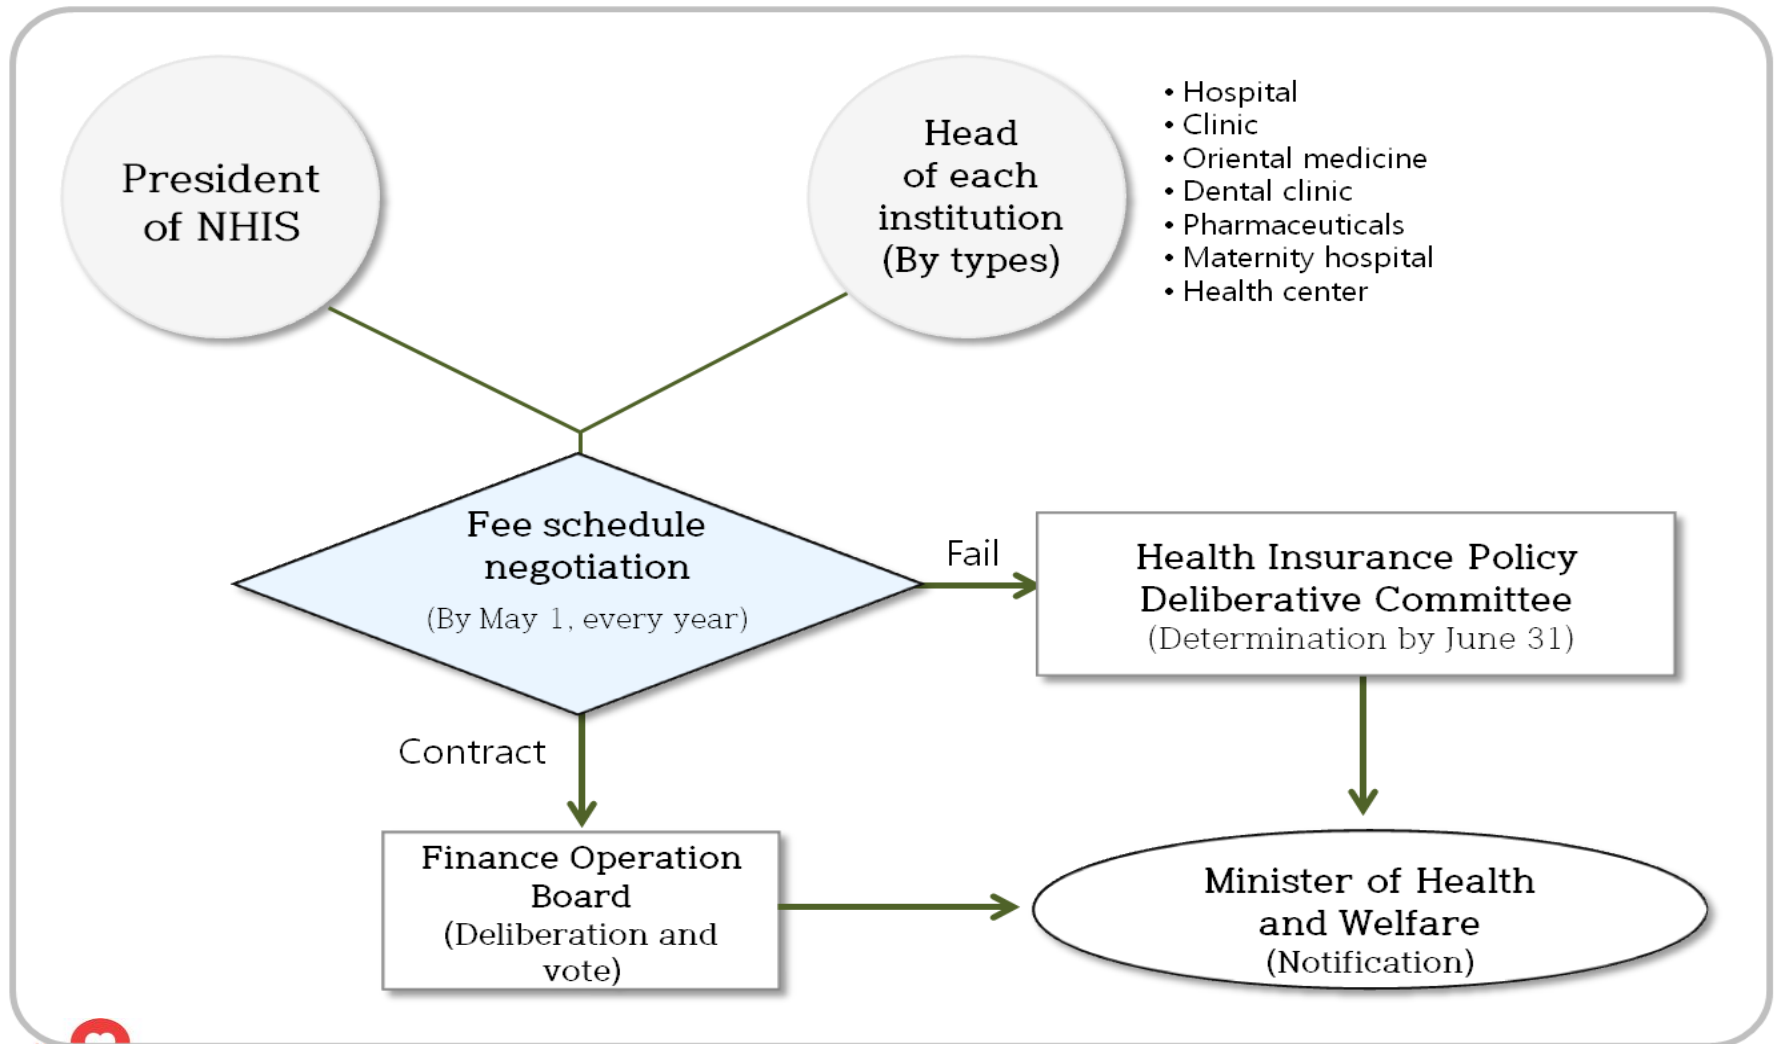 President
of NHIS
Head
of each
institution
(By types)
• Hospital
• Clinic
• Oriental medicine
• Dental clinic
• Pharmaceuticals
• Maternity hospital
• Health center
Fee schedule
negotiation
(By May 1, every year)
Fail
Health Insurance Policy
Deliberative Committee
(Determination by June 31)
Contract
Finance Operation
Board
(Deliberation and
vote)
Minister of Health
and Welfare
(Notification)